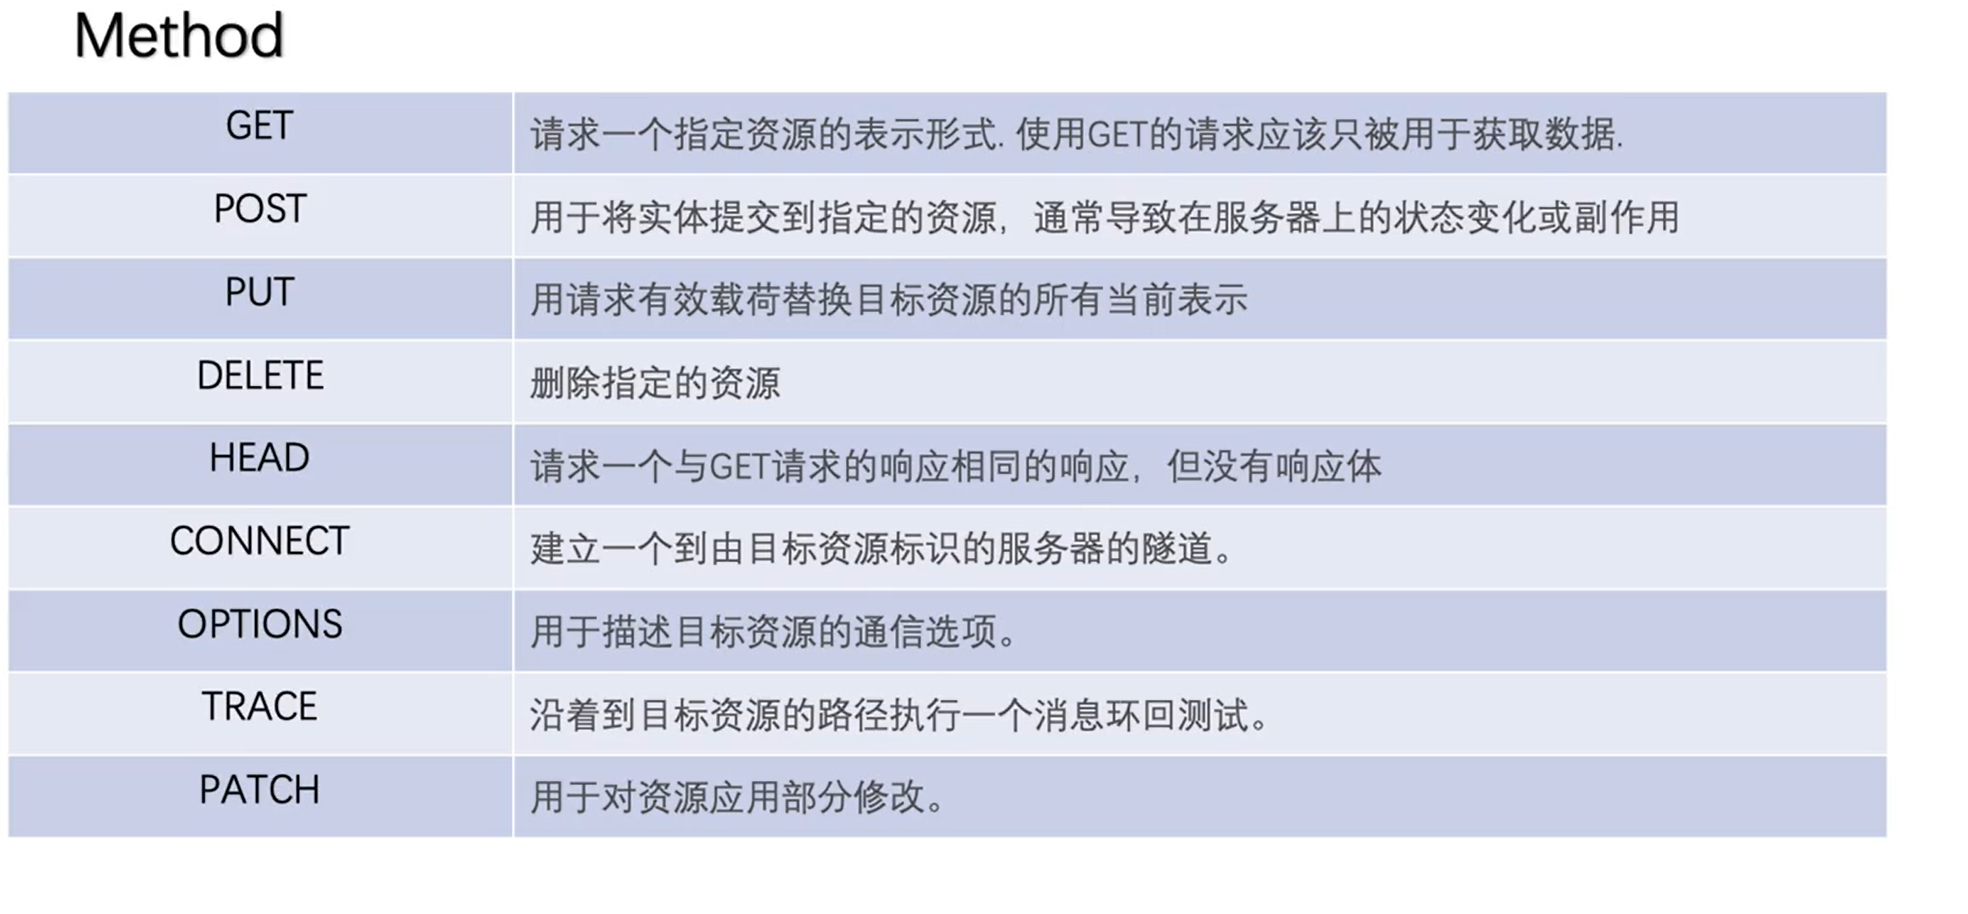 Method
GET
请求一个指定资源的表示形式. 使用GET的请求应该只被用于获取数据.
POST
用于将实体提交到指定的资源，通常导致在服务器上的状态变化或副作用
PUT
用请求有效载荷替换目标资源的所有当前表示
DELETE
删除指定的资源
HEAD
请求一个与GET请求的响应相同的响应，但没有响应体
CONNECT
建立一个到由目标资源标识的服务器的隧道。
OPTIONS
用于描述目标资源的通信选项。
TRACE
沿着到目标资源的路径执行一个消息环回测试。
PATCH
用于对资源应用部分修改。